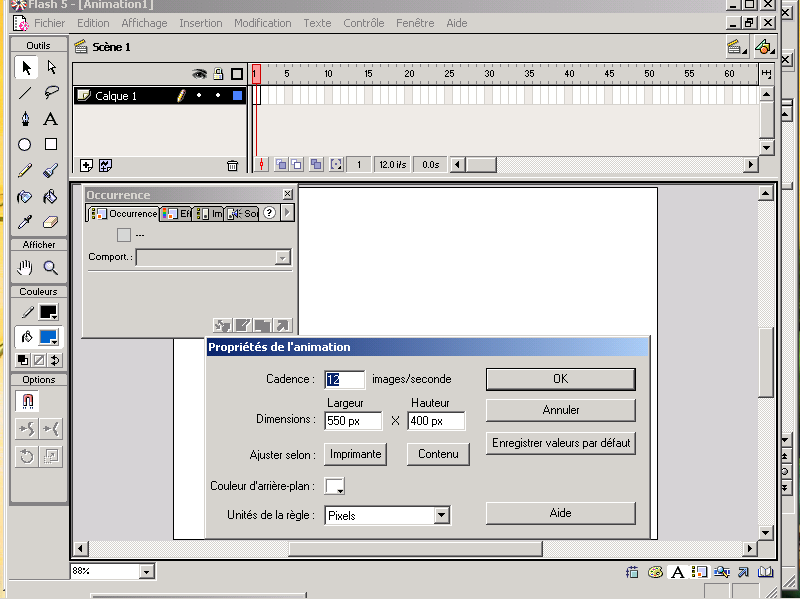 Flash 5 - [Animation1]
Fichier Edition Affichage Insertion Modification Texte Contrôle Fenêtre Aide
Outils
Scène 1
1 5 10 15 20 25 30 35 40 45 50 55 60
Calque 1
1 12.0 i/s 0.0s
Occurrence
Occurrence Ef Im Sol ?
---
Comport. :
Afficher
Couleurs
Options
Propriétés de l'animation
Cadence : 12 images/seconde
OK
Largeur Hauteur
Dimensions : 550 px X 400 px
Annuler
Ajuster selon : Imprimante Contenu
Enregistrer valeurs par défaut
Couleur d'arrière-plan :
Unités de la règle : Pixels
Aide
88%